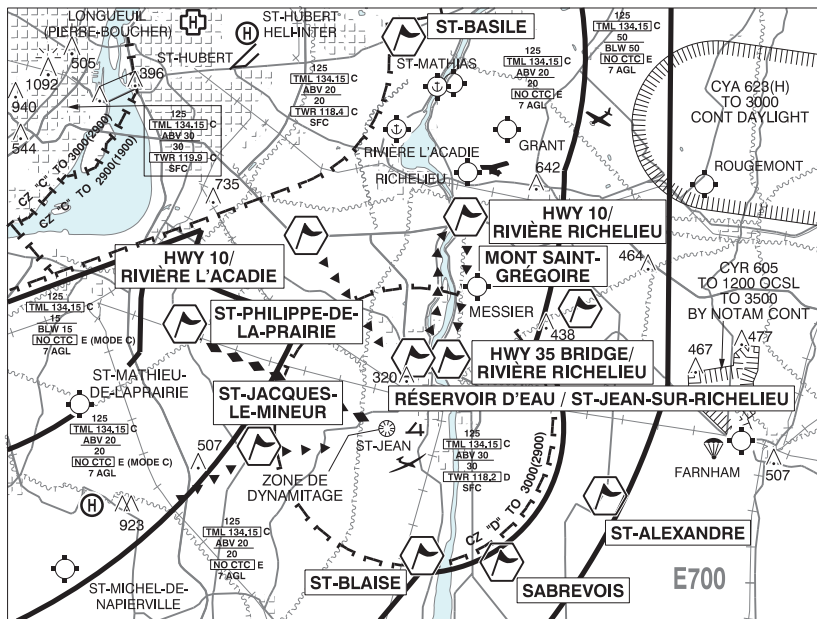 LONGUEUIL
(PIERRE-BOUCHER)
505
1092
396
940
544
ST-HUBERT
H
H
ST-HUBERT
HELI-INTER
ST-BASILE
ST-MATHIAS
125
TML 134.15 C
ABV 20
20
TWR 118.4 C
SFC
125
TML 134.15 C
ABV 30
30
TWR 119.9 C
SFC
125
TML 134.15 C
ABV 20
20
NO CTC E
7 AGL
125
TML 134.15 C
50
BLW 50
NO CTC E
7 AGL
CYA 623(H)
TO 3000
CONT DAYLIGHT
CZ "C" TO 3000(2900)
CZ "C" TO 2900(1900)
735
RIVIÈRE L'ACADIE
RICHELIEU
GRANT
642
ROUGEMONT
HWY 10/
RIVIÈRE RICHELIEU
HWY 10/
RIVIÈRE L'ACADIE
MONT SAINT-
GRÉGOIRE
464
CYR 605
TO 1200 OCSL
TO 3500
BY NOTAM CONT
125
TML 134.15 C
15
BLW 15
NO CTC E (MODE C)
7 AGL
ST-PHILIPPE-DE-
LA-PRAIRIE
MESSIER
438
HWY 35 BRIDGE/
RIVIÈRE RICHELIEU
467
477
ST-MATHIEU-
DE-LAPRAIRIE
ST-JACQUES-
LE-MINEUR
320
RÉSERVOIR D'EAU / ST-JEAN-SUR-RICHELIEU
125
TML 134.15 C
ABV 20
20
NO CTC E (MODE C)
7 AGL
507
ST-JEAN
ZONE DE
DYNAMITAGE
125
TML 134.15 C
ABV 30
30
TWR 118.2 D
SFC
FARNHAM
507
H
923
125
TML 134.15 C
ABV 20
20
NO CTC E
7 AGL
CZ "D" TO 3000(2900)
ST-ALEXANDRE
ST-MICHEL-DE-
NAPIERVILLE
ST-BLAISE
SABREVOIS
E700